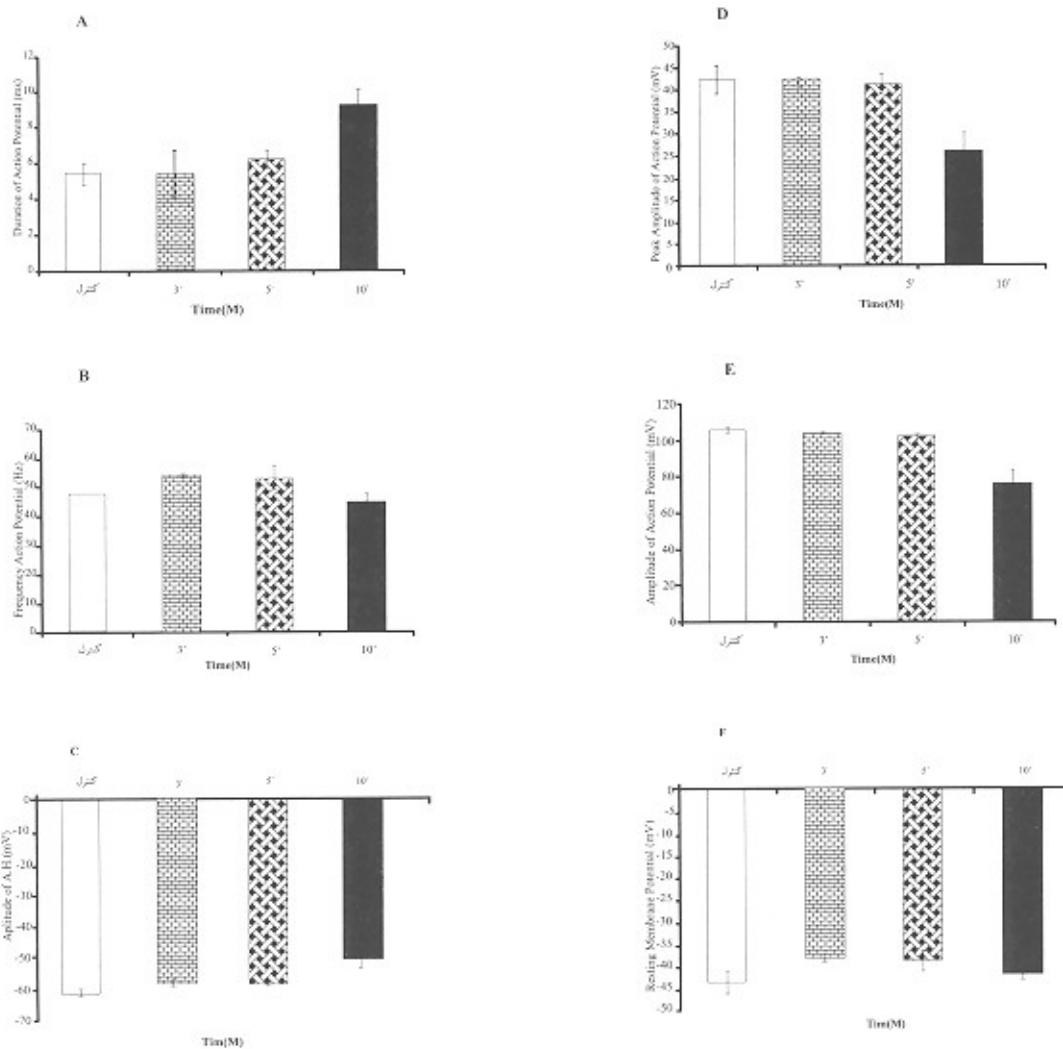 A
Duration of Action Potential (ms)
12
10
8
6
4
2
0
کنترل
3'
5'
10'
Time(M)
B
Frequency Action Potential (Hz)
70
60
50
40
30
20
10
0
کنترل
3'
5'
10'
Time(M)
C
کنترل
3'
5'
10'
Aplitude of A.H.(mV)
0
-10
-20
-30
-40
-50
-60
-70
Tim(M)
D
Peak Amplitude of Action Potential (mV)
50
45
40
35
30
25
20
15
10
5
0
کنترل
3'
5'
10'
Time(M)
E
Amplitude of Action Potential (mV)
120
100
80
60
40
20
0
کنترل
3'
5'
10'
Time(M)
F
کنترل
3'
5'
10'
Resting Membrane Potential (mV)
0
-5
-10
-15
-20
-25
-30
-35
-40
-45
-50
Tim(M)